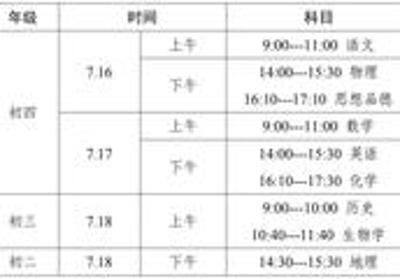 年级 时间 科目
初四 7.16 上午 9:00---11:00 语文
下午 14:00---15:30 物理
16:10---17:10 思想品德
7.17 上午 9:00---11:00 数学
下午 14:00---15:30 英语
16:10---17:30 化学
初三 7.18 上午 9:00---10:00 历史
10:40---11:40 生物学
初二 7.18 下午 14:30---15:30 地理